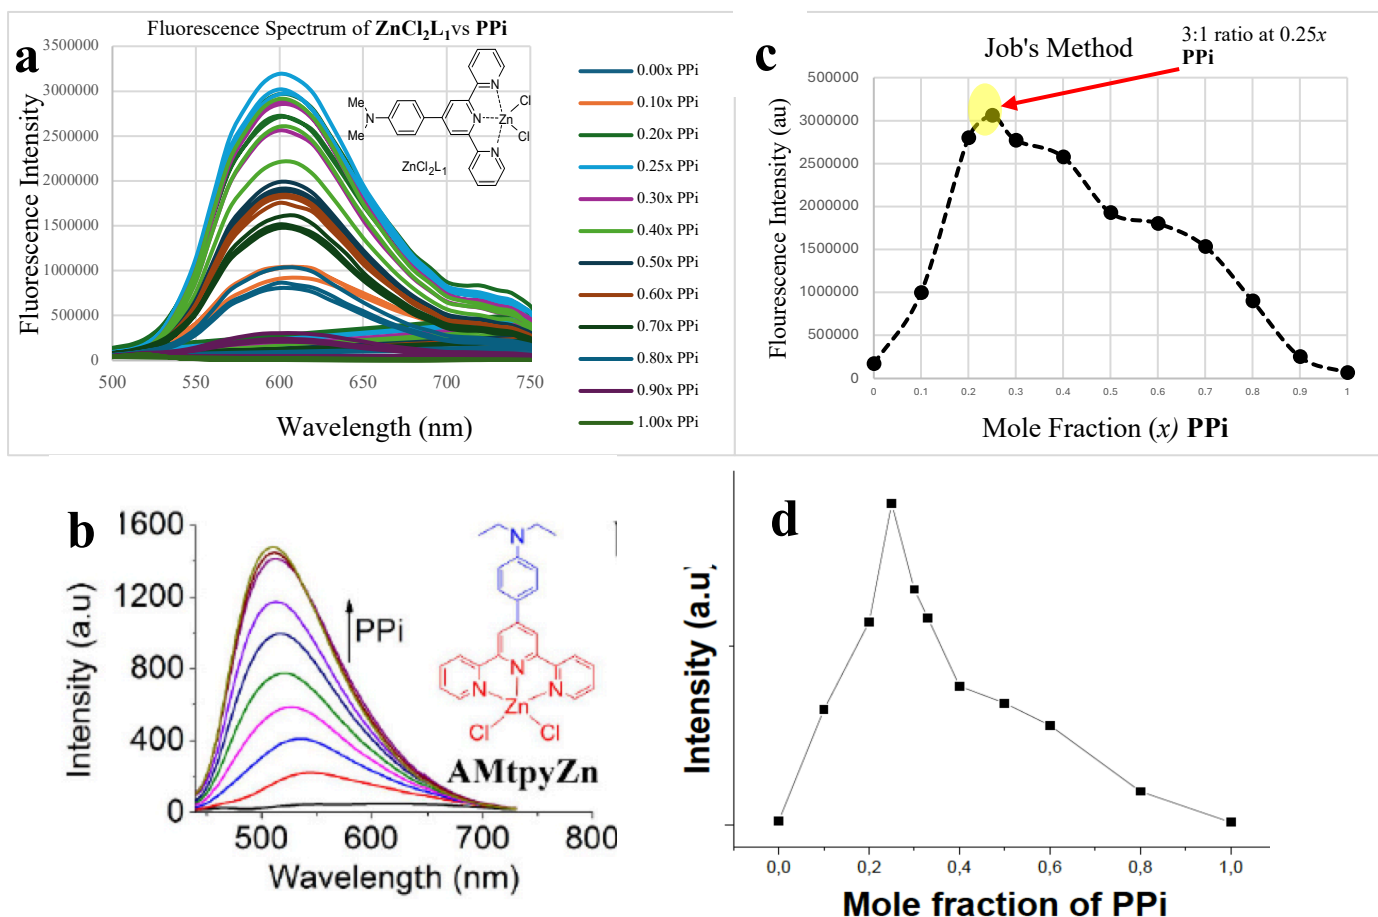 a
Fluorescence Spectrum of ZnCl₂L₁vs PPi
3500000
3000000
2500000
2000000
1500000
1000000
500000
0
500
550
600
650
700
750
Fluorescence Intensity
Wavelength (nm)
Me
N
Me
N
N
N
Zn
Cl
Cl
ZnCl₂L₁
0.00x PPi
0.10x PPi
0.20x PPi
0.25x PPi
0.30x PPi
0.40x PPi
0.50x PPi
0.60x PPi
0.70x PPi
0.80x PPi
0.90x PPi
1.00x PPi
c
Job's Method
3:1 ratio at 0.25x
PPi
500000
3000000
2500000
2000000
1500000
1000000
500000
0
0
0.1
0.2
0.3
0.4
0.5
0.6
0.7
0.8
0.9
1
Flourescence Intensity (au)
Mole Fraction (x) PPi
b
1600
1200
800
400
0
500
600
700
800
Intensity (a.u)
Wavelength (nm)
PPi
N
N
N
N
Zn
Cl
Cl
AMtpyZn
d
Intensity (a.u)
0,0
0,2
0,4
0,6
0,8
1,0
Mole fraction of PPi